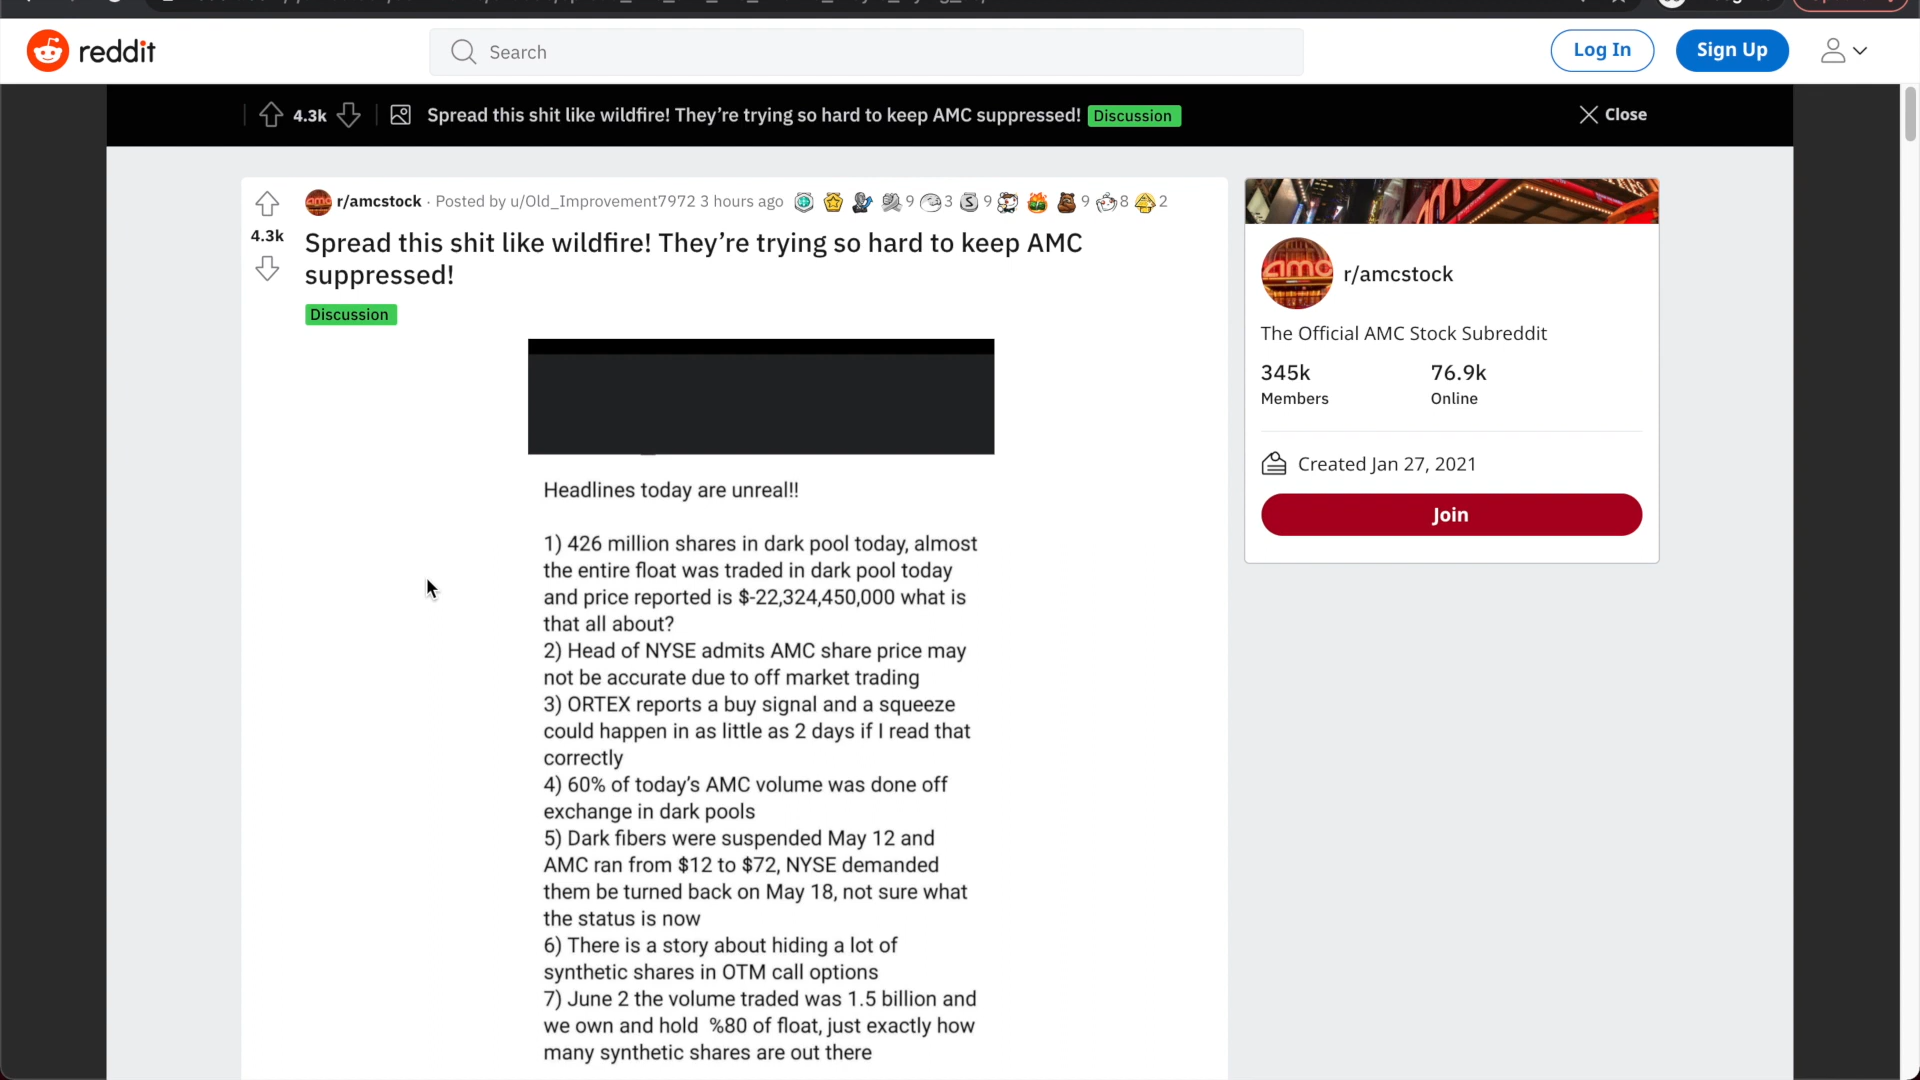 reddit
Search
Log In
Sign Up
4.3k
Spread this shit like wildfire! They’re trying so hard to keep AMC suppressed!
Discussion
Close
r/amcstock · Posted by u/Old_Improvement7972 3 hours ago 9 3 9 9 8 2
4.3k
Spread this shit like wildfire! They’re trying so hard to keep AMC
suppressed!
Discussion
Headlines today are unreal!!
1) 426 million shares in dark pool today, almost
the entire float was traded in dark pool today
and price reported is $-22,324,450,000 what is
that all about?
2) Head of NYSE admits AMC share price may
not be accurate due to off market trading
3) ORTEX reports a buy signal and a squeeze
could happen in as little as 2 days if I read that
correctly
4) 60% of today’s AMC volume was done off
exchange in dark pools
5) Dark fibers were suspended May 12 and
AMC ran from $12 to $72, NYSE demanded
them be turned back on May 18, not sure what
the status is now
6) There is a story about hiding a lot of
synthetic shares in OTM call options
7) June 2 the volume traded was 1.5 billion and
we own and hold %80 of float, just exactly how
many synthetic shares are out there
amc
r/amcstock
The Official AMC Stock Subreddit
345k
Members
76.9k
Online
Created Jan 27, 2021
Join